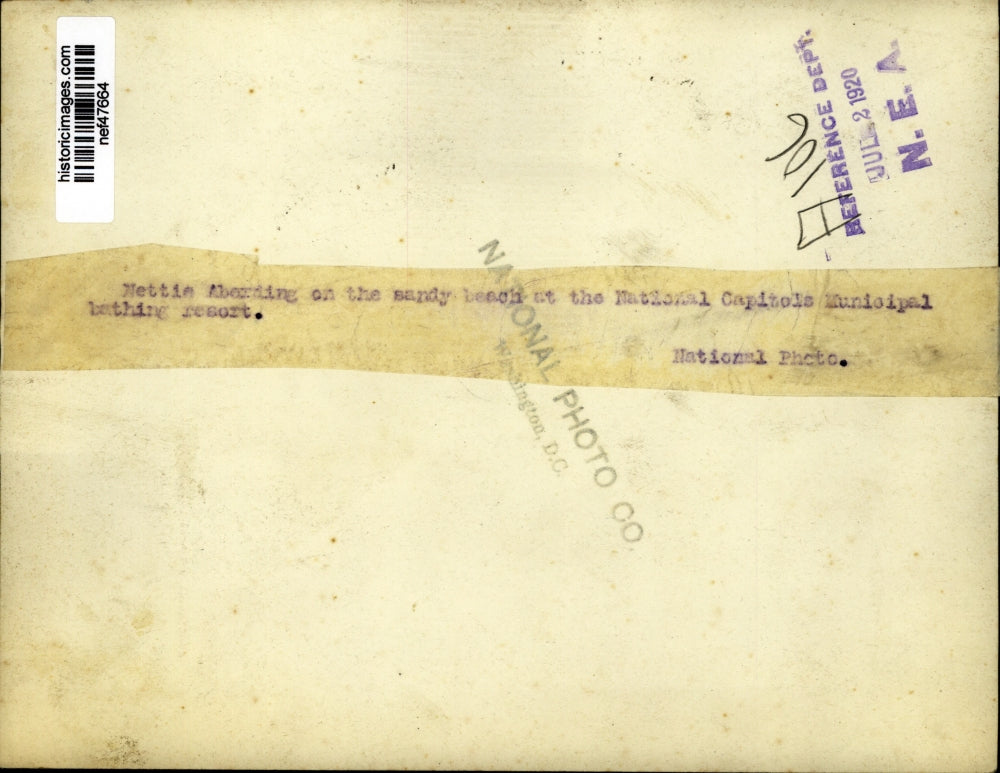 historicimages.com
nef47664
REFERENCE DEPT.
JUL 2 1920
N. E. A.
Nettie Aberding on the sandy beach at the National Capitols Municipal
bathing resort.
National Photo.
NATIONAL PHOTO CO.
Washington, D.C.